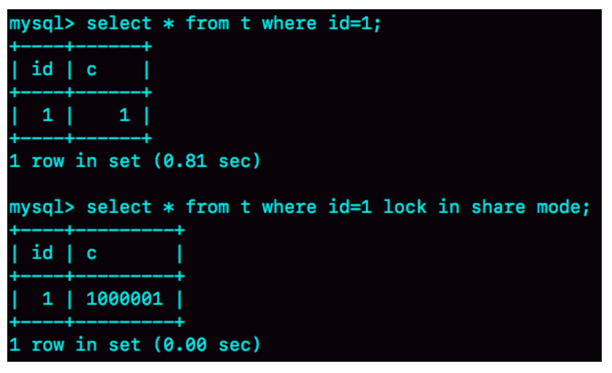 mysql> select * from t where id=1;
+----+------+
| id | c    |
+----+------+
|  1 |    1 |
+----+------+
1 row in set (0.81 sec)
mysql> select * from t where id=1 lock in share mode;
+----+---------+
| id | c       |
+----+---------+
|  1 | 1000001 |
+----+---------+
1 row in set (0.00 sec)